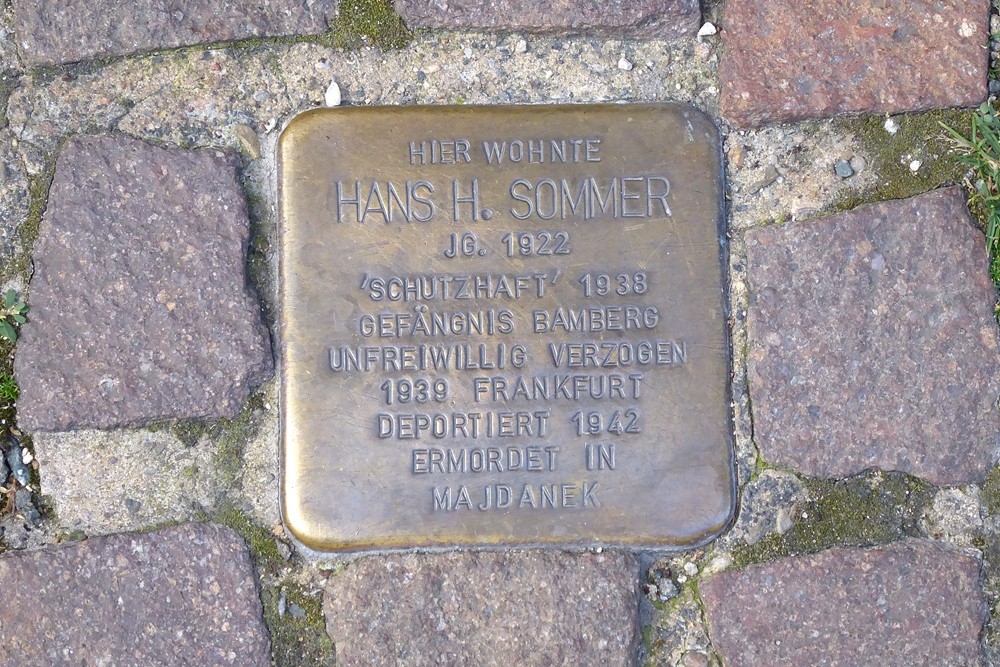 HIER WOHNTE
HANS H. SOMMER
JG. 1922
'SCHUTZHAFT' 1938
GEFÄNGNIS BAMBERG
UNFREIWILLIG VERZOGEN
1939 FRANKFURT
DEPORTIERT 1942
ERMORDET IN
MAJDANEK